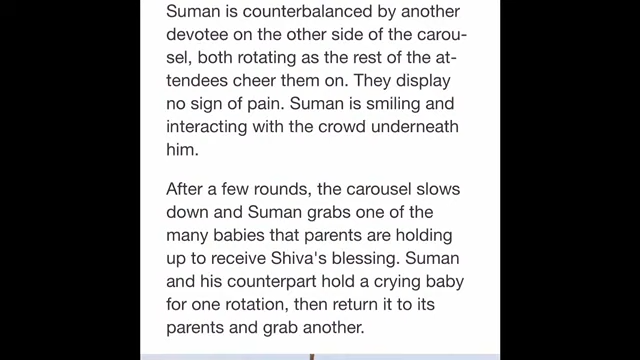 Suman is counterbalanced by another
devotee on the other side of the carou-
sel, both rotating as the rest of the at-
tendees cheer them on. They display
no sign of pain. Suman is smiling and
interacting with the crowd underneath
him.
After a few rounds, the carousel slows
down and Suman grabs one of the
many babies that parents are holding
up to receive Shiva's blessing. Suman
and his counterpart hold a crying baby
for one rotation, then return it to its
parents and grab another.